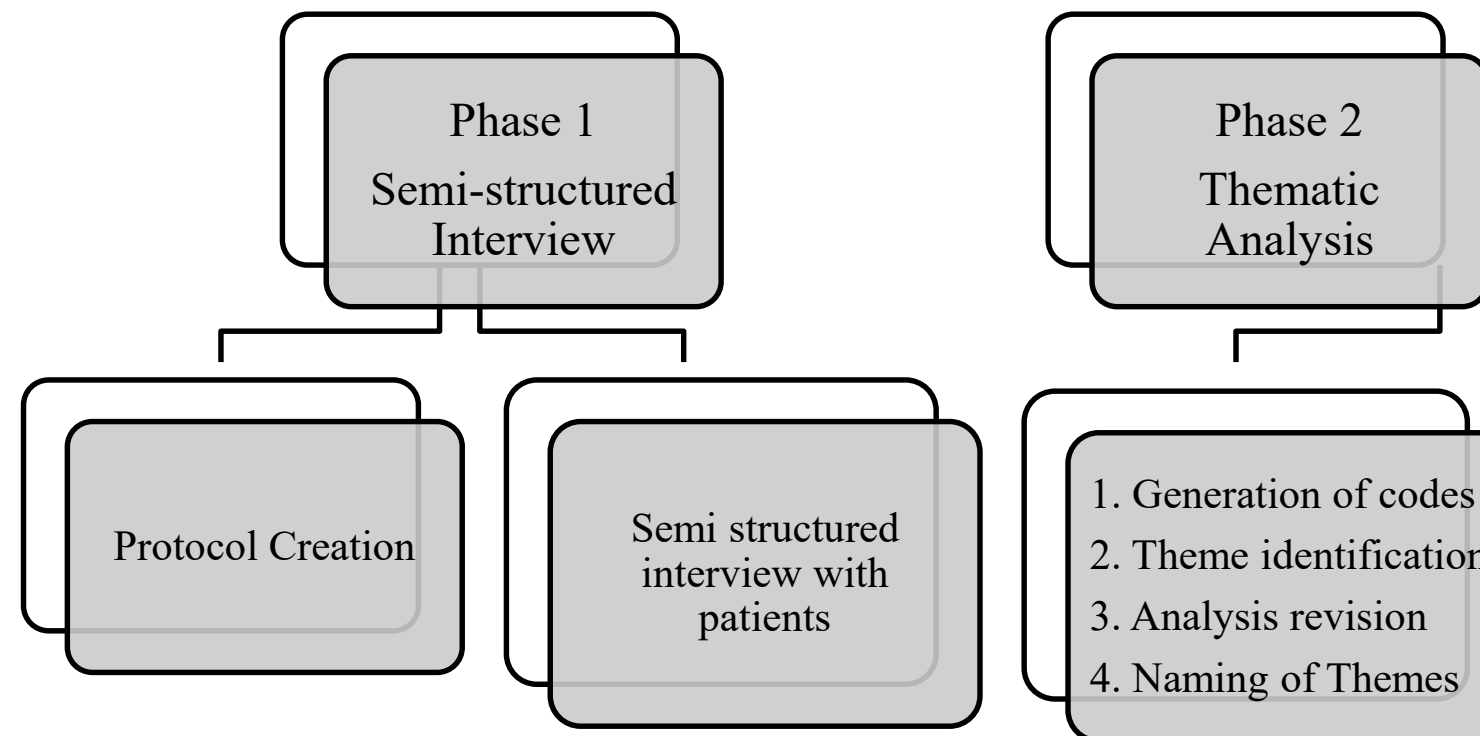 Phase 1
Semi-structured
Interview
Phase 2
Thematic
Analysis
Protocol Creation
Semi structured
interview with
patients
1. Generation of codes
2. Theme identification
3. Analysis revision
4. Naming of Themes